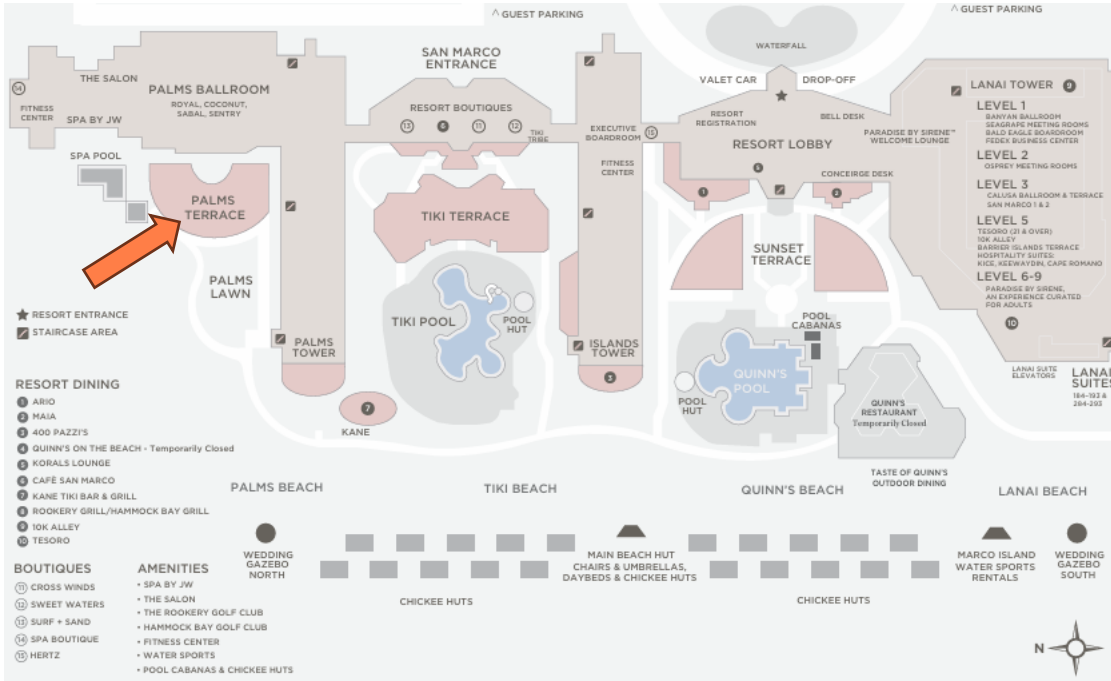 ^ GUEST PARKING
^ GUEST PARKING
SAN MARCO
ENTRANCE
WATERFALL
VALET CAR
DROP-OFF
THE SALON
14
FITNESS
CENTER
SPA BY JW
PALMS BALLROOM
ROYAL, COCONUT,
SABAL, SENTRY
RESORT BOUTIQUES
13 6 11 12
TIKI
TRIBE
EXECUTIVE
BOARDROOM
15
FITNESS
CENTER
RESORT
REGISTRATION
BELL DESK
RESORT LOBBY
5
CONCEIRGE DESK
PARADISE BY SIRENE™
WELCOME LOUNGE
LANAI TOWER 9
LEVEL 1
BANYAN BALLROOM
SEAGRAPE MEETING ROOMS
BALD EAGLE BOARDROOM
FEDEX BUSINESS CENTER
LEVEL 2
OSPREY MEETING ROOMS
LEVEL 3
CALUSA BALLROOM & TERRACE
SAN MARCO 1 & 2
LEVEL 5
TESORO (21 & OVER)
10K ALLEY
BARRIER ISLANDS TERRACE
HOSPITALITY SUITES:
KICE, KEEWAYDIN, CAPE ROMANO
LEVEL 6-9
PARADISE BY SIRENE,
AN EXPERIENCE CURATED
FOR ADULTS
10
SPA POOL
PALMS
TERRACE
TIKI TERRACE
1
2
SUNSET
TERRACE
PALMS
LAWN
TIKI POOL
POOL
HUT
POOL
CABANAS
PALMS
TOWER
ISLANDS
TOWER
3
QUINN'S
POOL
POOL
HUT
QUINN'S
RESTAURANT
Temporarily Closed
LANAI SUITE
ELEVATORS
LANAI
SUITES
184-193 &
284-293
7
KANE
TASTE OF QUINN'S
OUTDOOR DINING
RESORT ENTRANCE
STAIRCASE AREA
RESORT DINING
1 ARIO
2 MAIA
3 400 PAZZI'S
4 QUINN'S ON THE BEACH - Temporarily Closed
5 KORALS LOUNGE
6 CAFÈ SAN MARCO
7 KANE TIKI BAR & GRILL
8 ROOKERY GRILL/HAMMOCK BAY GRILL
9 10K ALLEY
10 TESORO
PALMS BEACH
TIKI BEACH
QUINN'S BEACH
LANAI BEACH
WEDDING
GAZEBO
NORTH
MAIN BEACH HUT
CHAIRS & UMBRELLAS,
DAYBEDS & CHICKEE HUTS
MARCO ISLAND
WATER SPORTS
RENTALS
WEDDING
GAZEBO
SOUTH
CHICKEE HUTS
CHICKEE HUTS
BOUTIQUES
11 CROSS WINDS
12 SWEET WATERS
13 SURF + SAND
14 SPA BOUTIQUE
15 HERTZ
AMENITIES
• SPA BY JW
• THE SALON
• THE ROOKERY GOLF CLUB
• HAMMOCK BAY GOLF CLUB
• FITNESS CENTER
• WATER SPORTS
• POOL CABANAS & CHICKEE HUTS
N